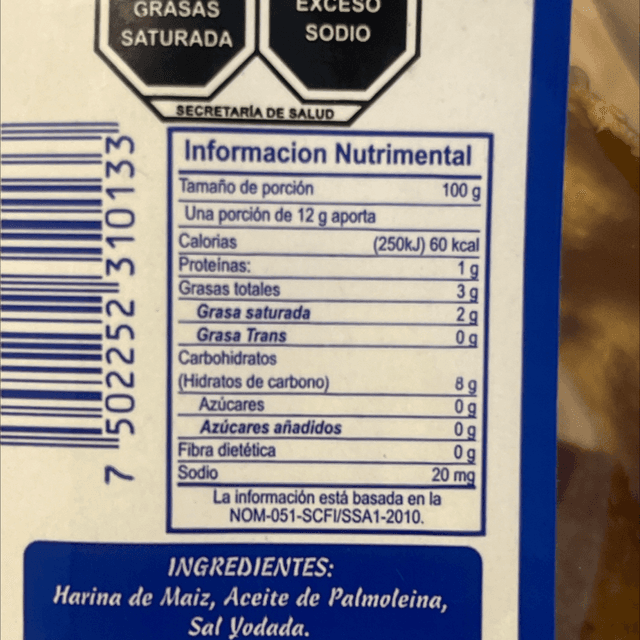 GRASAS
SATURADA
EXCESO
SODIO
SECRETARÍA DE SALUD
7 502252 310133
Informacion Nutrimental
Tamaño de porción 100 g
Una porción de 12 g aporta
Calorias (250kJ) 60 kcal
Proteinas: 1 g
Grasas totales 3 g
Grasa saturada 2 g
Grasa Trans 0 g
Carbohidratos
(Hidratos de carbono) 8 g
Azúcares 0 g
Azúcares añadidos 0 g
Fibra dietética 0 g
Sodio 20 mg
La información está basada en la
NOM-051-SCFI/SSA1-2010.
INGREDIENTES:
Harina de Maiz, Aceite de Palmoleina,
Sal Yodada.